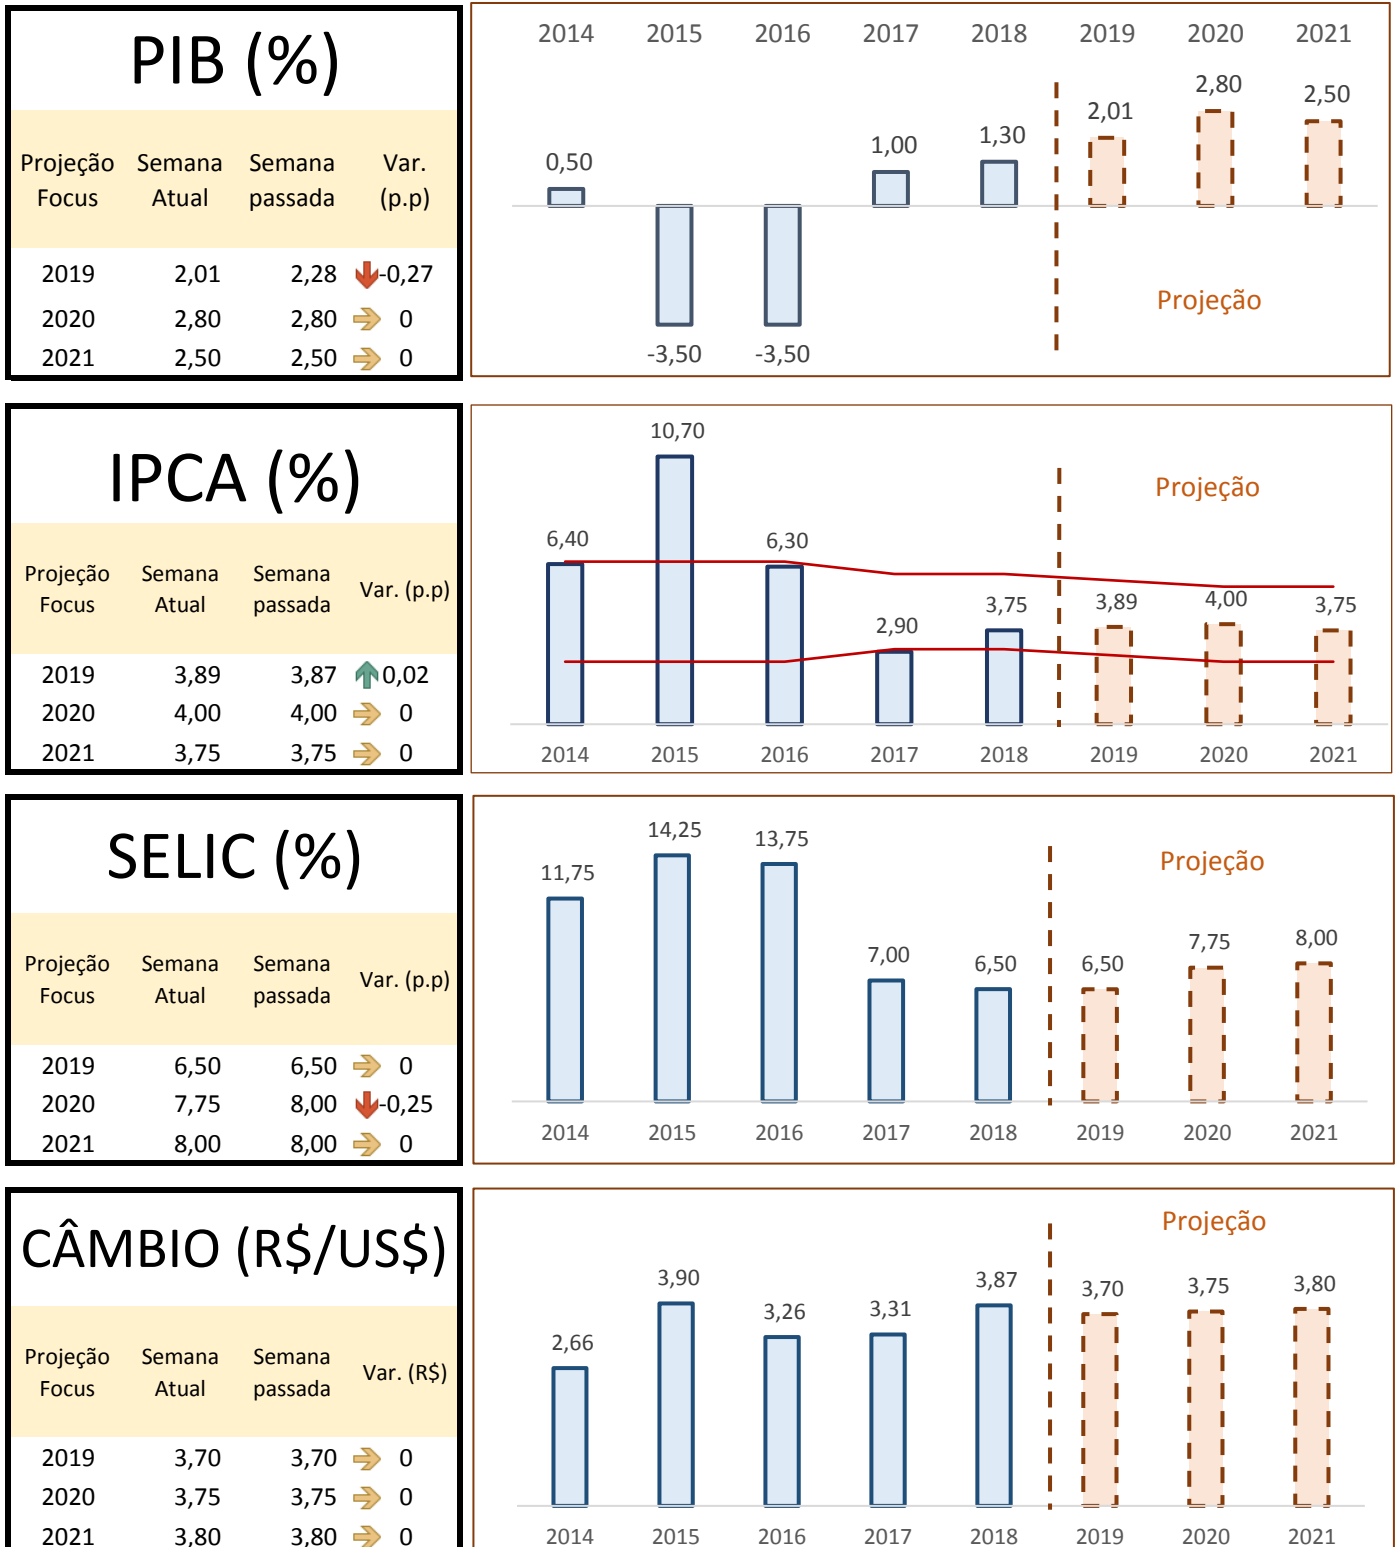 PIB (%)
Projeção Semana Semana Var.
Focus Atual passada (p.p)
2019 2,01 2,28 -0,27
2020 2,80 2,80 0
2021 2,50 2,50 0
2014 2015 2016 2017 2018 2019 2020 2021
0,50 -3,50 -3,50 1,00 1,30 2,01 2,80 2,50
Projeção
IPCA (%)
Projeção Semana Semana Var. (p.p)
Focus Atual passada
2019 3,89 3,87 0,02
2020 4,00 4,00 0
2021 3,75 3,75 0
Projeção
6,40 10,70 6,30 2,90 3,75 3,89 4,00 3,75
2014 2015 2016 2017 2018 2019 2020 2021
SELIC (%)
Projeção Semana Semana Var. (p.p)
Focus Atual passada
2019 6,50 6,50 0
2020 7,75 8,00 -0,25
2021 8,00 8,00 0
Projeção
11,75 14,25 13,75 7,00 6,50 6,50 7,75 8,00
2014 2015 2016 2017 2018 2019 2020 2021
CÂMBIO (R$/US$)
Projeção Semana Semana Var. (R$)
Focus Atual passada
2019 3,70 3,70 0
2020 3,75 3,75 0
2021 3,80 3,80 0
Projeção
2,66 3,90 3,26 3,31 3,87 3,70 3,75 3,80
2014 2015 2016 2017 2018 2019 2020 2021